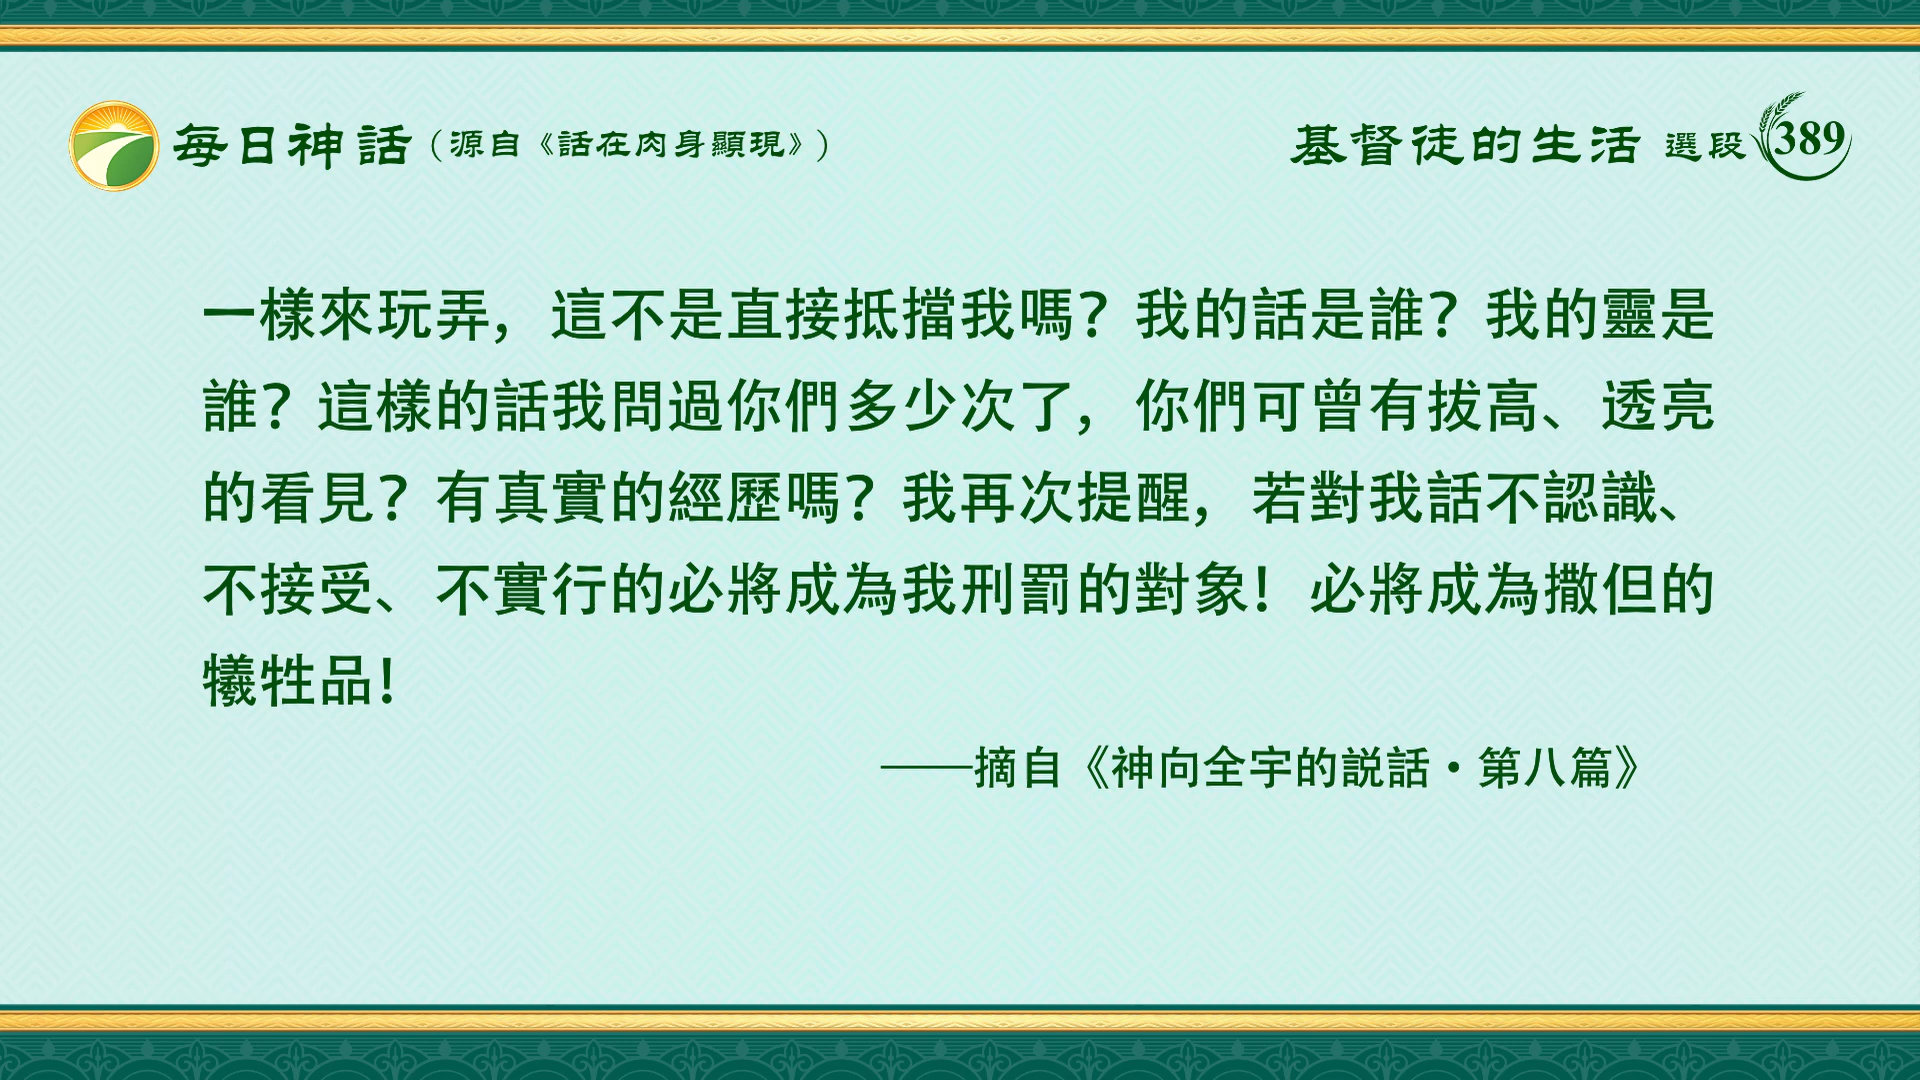 每日神話（源自《話在肉身顯現》）
基督徒的生活 選段 389
一樣來玩弄，這不是直接抵擋我嗎？我的話是誰？我的靈是
誰？這樣的話我問過你們多少次了，你們可曾有拔高、透亮
的看見？有真實的經歷嗎？我再次提醒，若對我話不認識、
不接受、不實行的必將成為我刑罰的對象！必將成為撒但的
犧牲品！
——摘自《神向全宇的説話·第八篇》